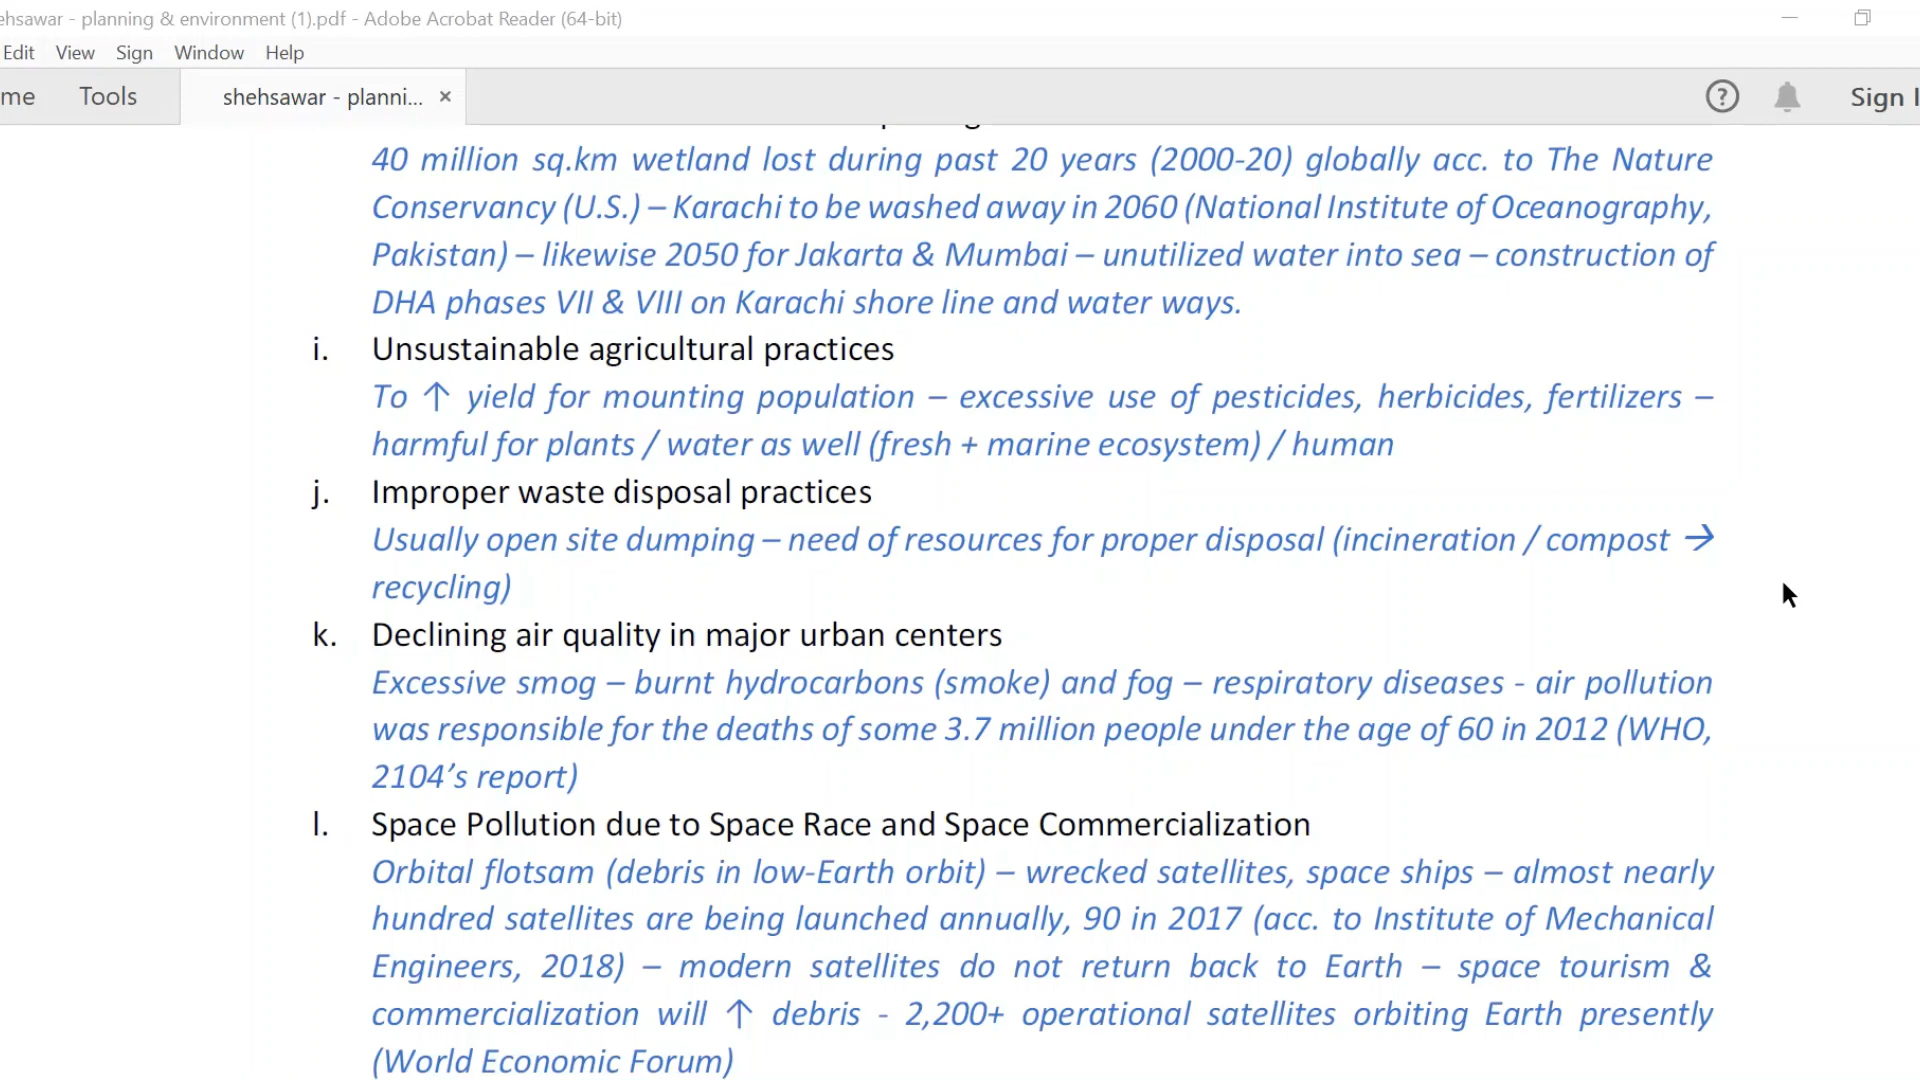 ehsawar - planning & environment (1).pdf - Adobe Acrobat Reader (64-bit)
Edit View Sign Window Help
me Tools shehsawar - planni... × ? Sign I
40 million sq.km wetland lost during past 20 years (2000-20) globally acc. to The Nature
Conservancy (U.S.) – Karachi to be washed away in 2060 (National Institute of Oceanography,
Pakistan) – likewise 2050 for Jakarta & Mumbai – unutilized water into sea – construction of
DHA phases VII & VIII on Karachi shore line and water ways.
i. Unsustainable agricultural practices
To ↑ yield for mounting population – excessive use of pesticides, herbicides, fertilizers –
harmful for plants / water as well (fresh + marine ecosystem) / human
j. Improper waste disposal practices
Usually open site dumping – need of resources for proper disposal (incineration / compost →
recycling)
k. Declining air quality in major urban centers
Excessive smog – burnt hydrocarbons (smoke) and fog – respiratory diseases - air pollution
was responsible for the deaths of some 3.7 million people under the age of 60 in 2012 (WHO,
2104’s report)
l. Space Pollution due to Space Race and Space Commercialization
Orbital flotsam (debris in low-Earth orbit) – wrecked satellites, space ships – almost nearly
hundred satellites are being launched annually, 90 in 2017 (acc. to Institute of Mechanical
Engineers, 2018) – modern satellites do not return back to Earth – space tourism &
commercialization will ↑ debris - 2,200+ operational satellites orbiting Earth presently
(World Economic Forum)